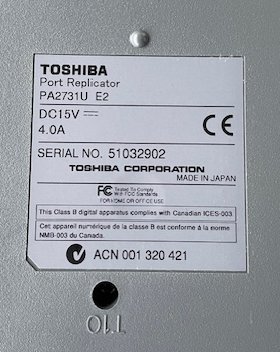 TOSHIBA
Port Replicator
PA2731U E2
DC15V
4.0A
CE
SERIAL NO. 51032902
TOSHIBA CORPORATION
MADE IN JAPAN
FC Tested To Comply
With FCC Standards
FOR HOME OR OFFICE USE
This Class B digital apparatus complies with Canadian ICES-003.
Cet appareil numérique de la classe B est conforme à la norme
NMB-003 du Canada.
ACN 001 320 421
T10